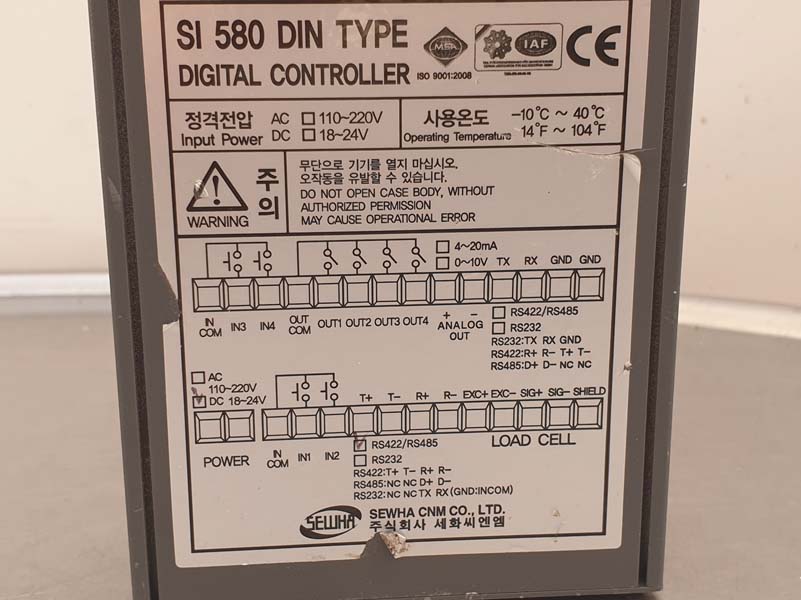 SI 580 DIN TYPE
DIGITAL CONTROLLER
MSA
ISO 9001:2008
IAF
CE
정격전압
Input Power
AC □ 110~220V
DC □ 18~24V
사용온도
Operating Temperature
-10℃ ~ 40℃
14℉ ~ 104℉
WARNING
주의
무단으로 기기를 열지 마십시오.
오작동을 유발할 수 있습니다.
DO NOT OPEN CASE BODY, WITHOUT
AUTHORIZED PERMISSION
MAY CAUSE OPERATIONAL ERROR
□ 4~20mA
□ 0~10V TX RX GND GND
IN COM IN3 IN4 OUT COM OUT1 OUT2 OUT3 OUT4 + - ANALOG OUT
□ RS422/RS485
□ RS232
RS232:TX RX GND
RS422:R+ R- T+ T-
RS485:D+ D- NC NC
□ AC
110~220V
☑ DC 18~24V
T+ T- R+ R- EXC+ EXC- SIG+ SIG- SHIELD
POWER IN COM IN1 IN2
☑ RS422/RS485
□ RS232
LOAD CELL
RS422:T+ T- R+ R-
RS485:NC NC D+ D-
RS232:NC NC TX RX (GND:INCOM)
SEWHA
SEWHA CNM CO., LTD.
주식회사 세화씨엔엠